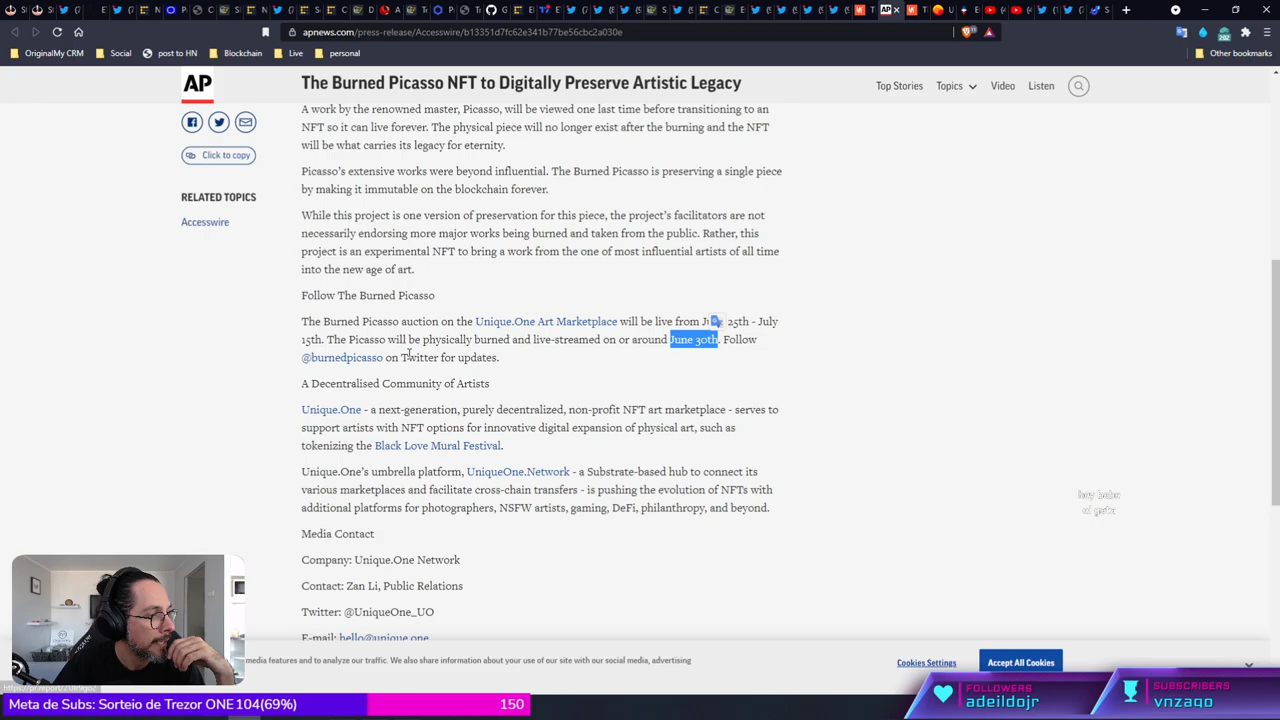 apnews.com/press-release/Accesswire/b13351d7fc62e341b77be56cbc2a030e
OriginalMy CRM
Social
post to HN
Blockchain
Live
personal
Other bookmarks
AP
The Burned Picasso NFT to Digitally Preserve Artistic Legacy
Top Stories
Topics
Video
Listen
A work by the renowned master, Picasso, will be viewed one last time before transitioning to an
NFT so it can live forever. The physical piece will no longer exist after the burning and the NFT
will be what carries its legacy for eternity.
Click to copy
RELATED TOPICS
Accesswire
Picasso’s extensive works were beyond influential. The Burned Picasso is preserving a single piece
by making it immutable on the blockchain forever.
While this project is one version of preservation for this piece, the project’s facilitators are not
necessarily endorsing more major works being burned and taken from the public. Rather, this
project is an experimental NFT to bring a work from the one of most influential artists of all time
into the new age of art.
Follow The Burned Picasso
The Burned Picasso auction on the Unique.One Art Marketplace will be live from 25th - July
15th. The Picasso will be physically burned and live-streamed on or around June 30th. Follow
@burnedpicasso on Twitter for updates.
A Decentralised Community of Artists
Unique.One - a next-generation, purely decentralized, non-profit NFT art marketplace - serves to
support artists with NFT options for innovative digital expansion of physical art, such as
tokenizing the Black Love Mural Festival.
Unique.One’s umbrella platform, UniqueOne.Network - a Substrate-based hub to connect its
various marketplaces and facilitate cross-chain transfers - is pushing the evolution of NFTs with
additional platforms for photographers, NSFW artists, gaming, DeFi, philanthropy, and beyond.
Media Contact
Company: Unique.One Network
Contact: Zan Li, Public Relations
Twitter: @UniqueOne_UO
E-mail: hello@unique.one
media features and to analyze our traffic. We also share information about your use of our site with our social media, advertising
Cookies Settings
Accept All Cookies
Meta de Subs: Sorteio de Trezor ONE 104(69%)
150
FOLLOWERS
adeildojr
SUBSCRIBERS
vnzago